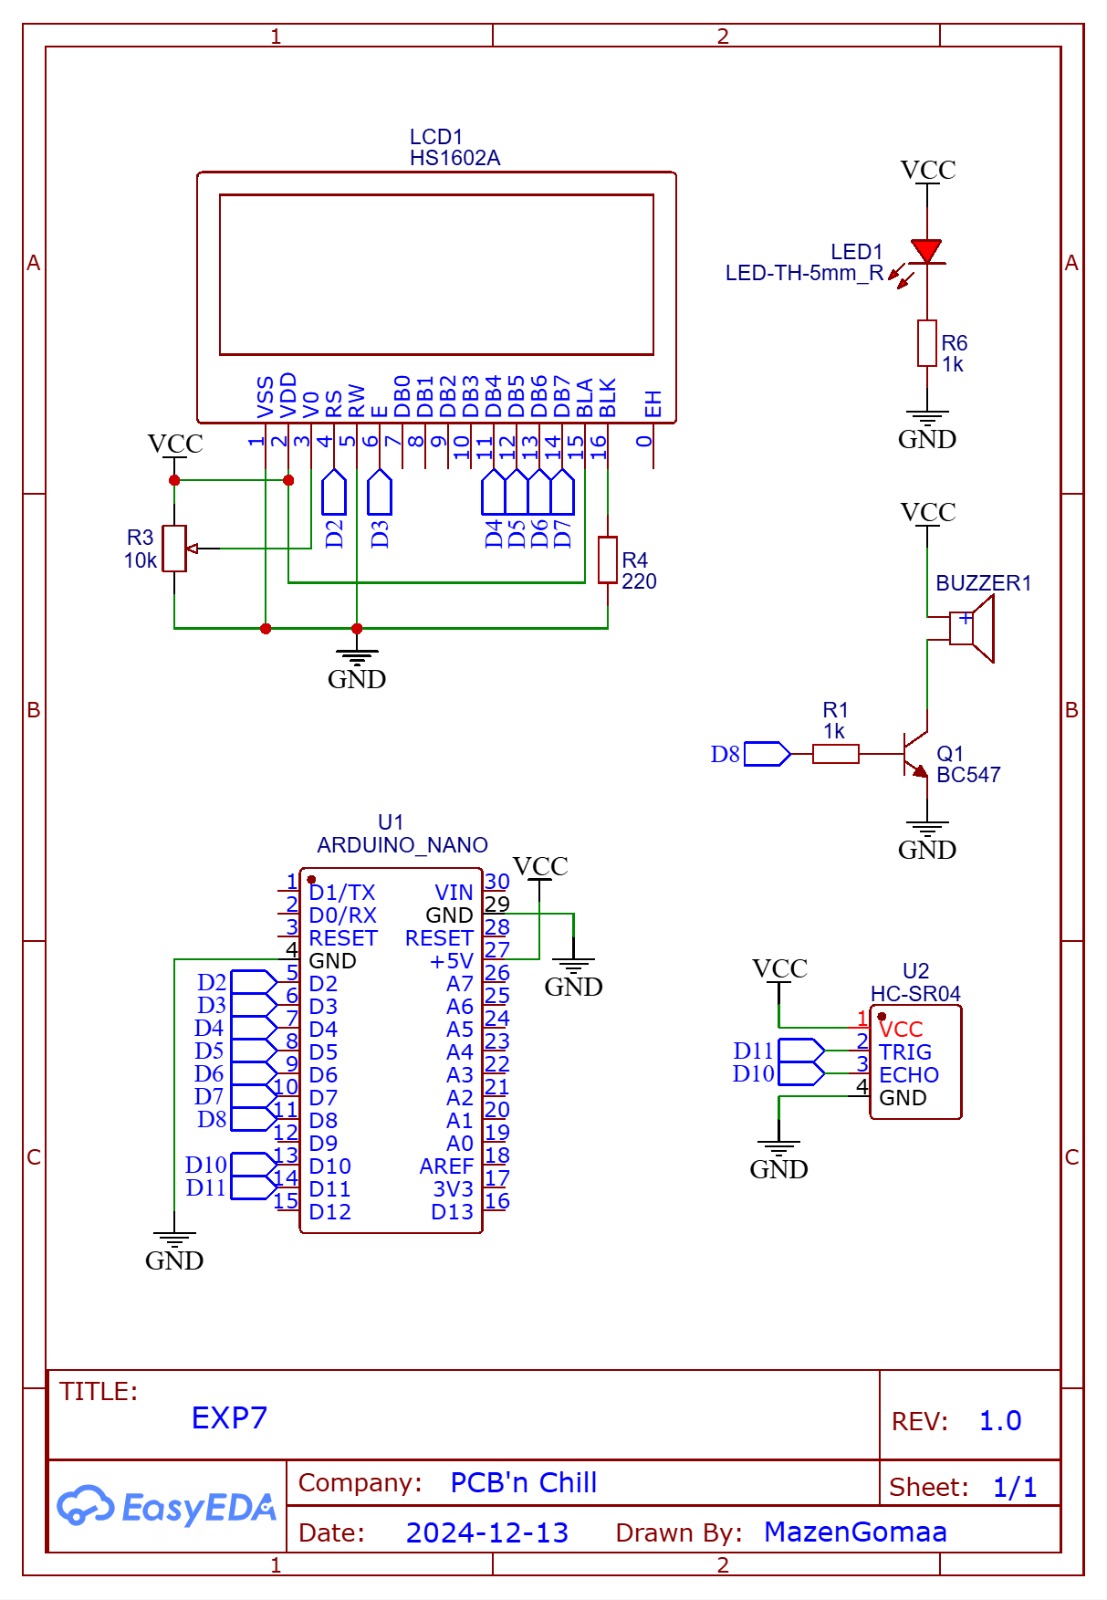 1 2
A A
B B
C C
LCD1
HS1602A
VSS VDD V0 RS RW E DB0 DB1 DB2 DB3 DB4 DB5 DB6 DB7 BLA BLK EH
1 2 3 4 5 6 7 8 9 10 11 12 13 14 15 16 0
VCC
D2 D3 D4 D5 D6 D7
R3
10k
R4
220
GND
VCC
LED1
LED-TH-5mm_R
R6
1k
GND
VCC
BUZZER1
+
R1
1k
D8
Q1
BC547
GND
U1
ARDUINO_NANO
VCC
1 D1/TX VIN 30
2 D0/RX GND 29
3 RESET RESET 28
4 GND +5V 27
D2 5 D2 A7 26
D3 6 D3 A6 25
D4 7 D4 A5 24
D5 8 D5 A4 23
D6 9 D6 A3 22
D7 10 D7 A2 21
D8 11 D8 A1 20
12 D9 A0 19
D10 13 D10 AREF 18
D11 14 D11 3V3 17
15 D12 D13 16
GND
GND
VCC
U2
HC-SR04
1 VCC
D11 2 TRIG
D10 3 ECHO
4 GND
GND
TITLE:
EXP7
REV: 1.0
EasyEDA
Company: PCB'n Chill
Sheet: 1/1
Date: 2024-12-13 Drawn By: MazenGomaa
1 2